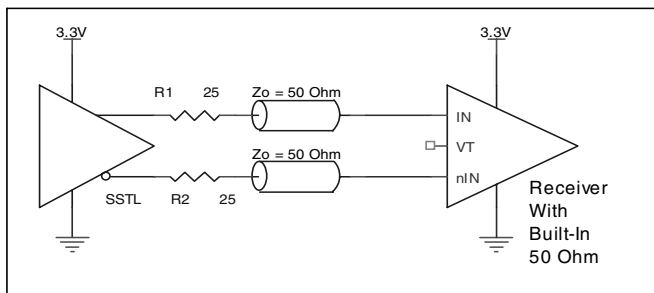 3.3V
3.3V
R1 25
Zo = 50 Ohm
IN
VT
Zo = 50 Ohm
nIN
SSTL
R2 25
Receiver
With
Built-In
50 Ohm